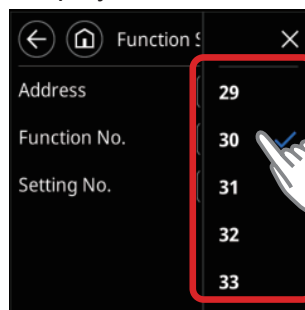 Function S
Address
Function No.
Setting No.
29
30
31
32
33